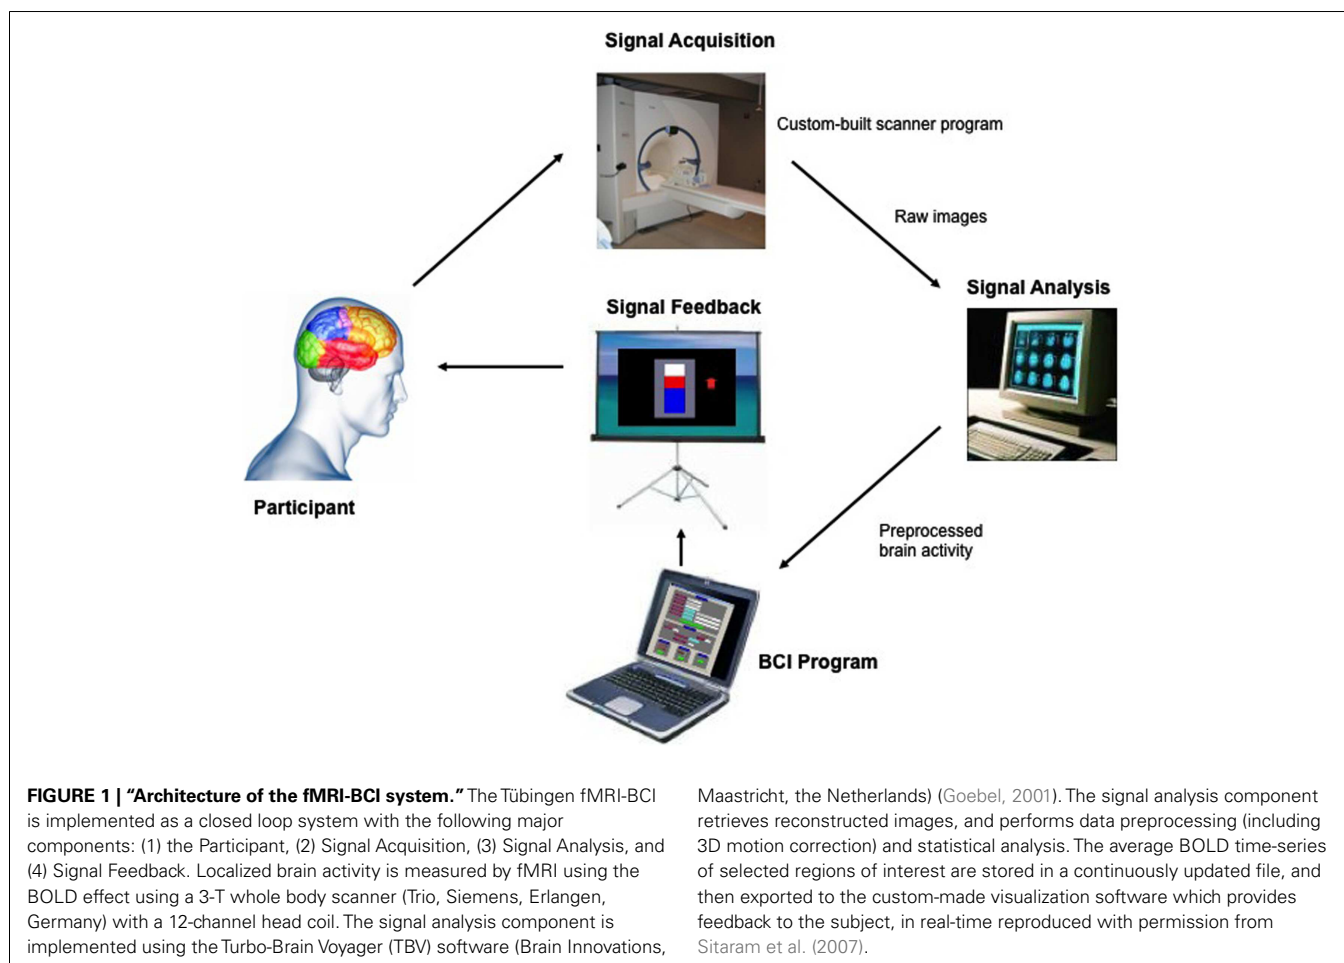 Signal Acquisition
Custom-built scanner program
Raw images
Signal Analysis
Signal Feedback
Participant
Preprocessed
brain activity
BCI Program
FIGURE 1 | “Architecture of the fMRI-BCI system.” The Tübingen fMRI-BCI
is implemented as a closed loop system with the following major
components: (1) the Participant, (2) Signal Acquisition, (3) Signal Analysis, and
(4) Signal Feedback. Localized brain activity is measured by fMRI using the
BOLD effect using a 3-T whole body scanner (Trio, Siemens, Erlangen,
Germany) with a 12-channel head coil. The signal analysis component is
implemented using the Turbo-Brain Voyager (TBV) software (Brain Innovations,
Maastricht, the Netherlands) (Goebel, 2001). The signal analysis component
retrieves reconstructed images, and performs data preprocessing (including
3D motion correction) and statistical analysis. The average BOLD time-series
of selected regions of interest are stored in a continuously updated file, and
then exported to the custom-made visualization software which provides
feedback to the subject, in real-time reproduced with permission from
Sitaram et al. (2007).